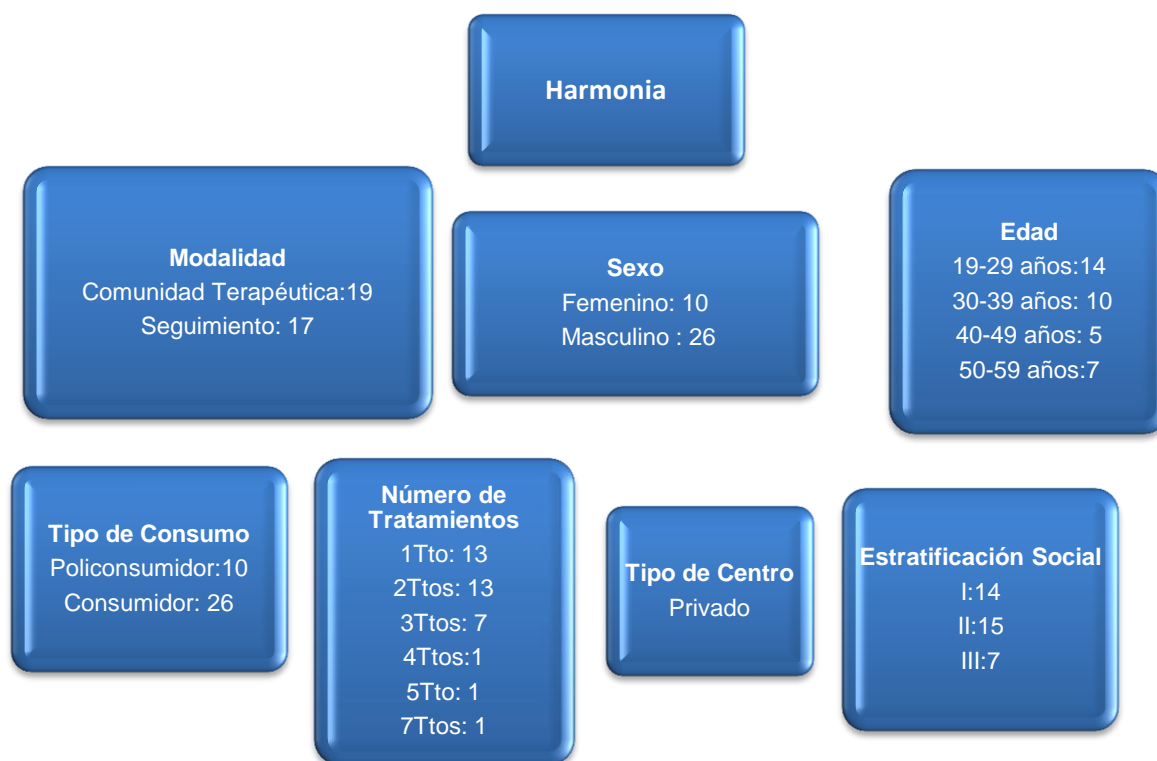 Harmonia
Modalidad
Comunidad Terapéutica:19
Seguimiento: 17
Sexo
Femenino: 10
Masculino : 26
Edad
19-29 años:14
30-39 años: 10
40-49 años: 5
50-59 años:7
Tipo de Consumo
Policonsumidor:10
Consumidor: 26
Número de
Tratamientos
1Tto: 13
2Ttos: 13
3Ttos: 7
4Ttos:1
5Tto: 1
7Ttos: 1
Tipo de Centro
Privado
Estratificación Social
I:14
II:15
III:7